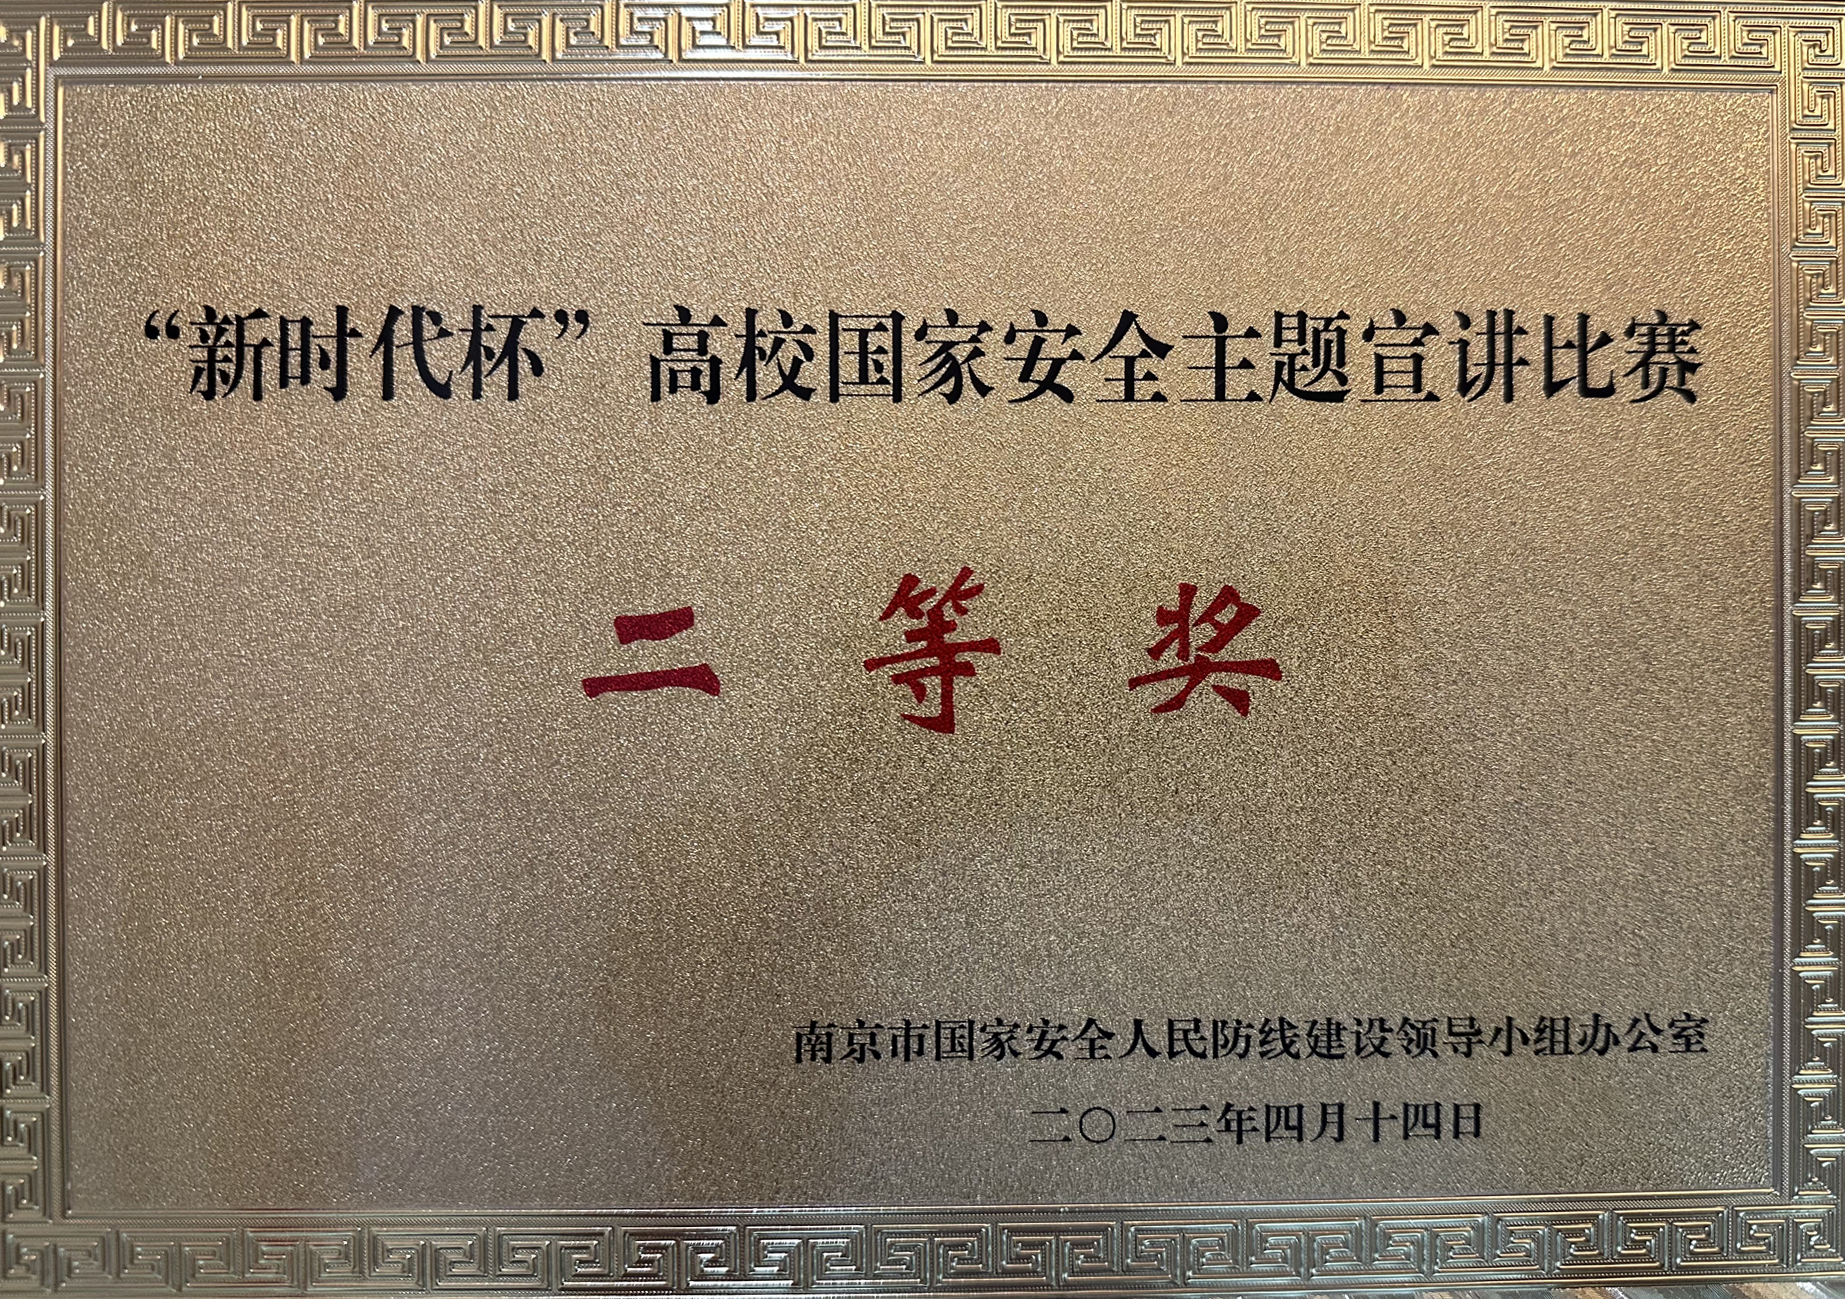 “新时代杯”高校国家安全主题宣讲比赛
二等奖
南京市国家安全人民防线建设领导小组办公室
二〇二三年四月十四日